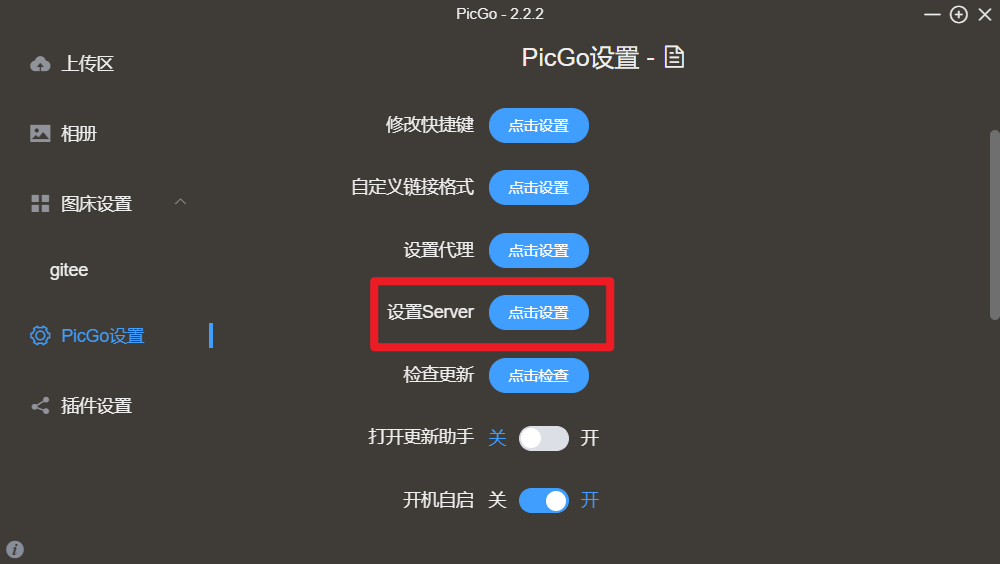 PicGo - 2.2.2
上传区
相册
图床设置
gitee
PicGo设置
插件设置
PicGo设置 -
修改快捷键 点击设置
自定义链接格式 点击设置
设置代理 点击设置
设置Server 点击设置
检查更新 点击检查
打开更新助手 关 开
开机自启 关 开